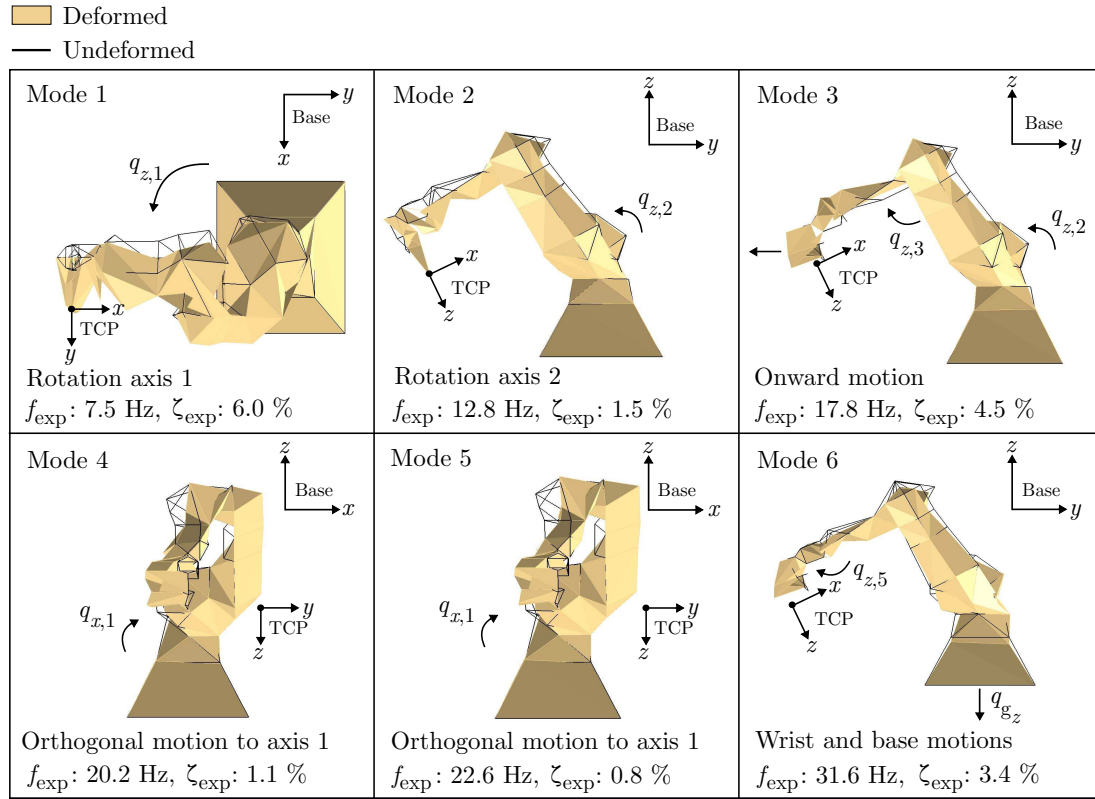 Deformed
Undeformed
Mode 1
y
Base
x
q_{z,1}
x
TCP
y
Rotation axis 1
f_exp: 7.5 Hz, ζ_exp: 6.0 %
Mode 2
z
Base
y
q_{z,2}
x
TCP
z
Rotation axis 2
f_exp: 12.8 Hz, ζ_exp: 1.5 %
Mode 3
z
Base
y
q_{z,2}
q_{z,3}
x
TCP
z
Onward motion
f_exp: 17.8 Hz, ζ_exp: 4.5 %
Mode 4
z
Base
x
q_{x,1}
y
TCP
z
Orthogonal motion to axis 1
f_exp: 20.2 Hz, ζ_exp: 1.1 %
Mode 5
z
Base
x
q_{x,1}
y
TCP
z
Orthogonal motion to axis 1
f_exp: 22.6 Hz, ζ_exp: 0.8 %
Mode 6
z
Base
y
q_{z,5}
x
TCP
z
q_{g_z}
Wrist and base motions
f_exp: 31.6 Hz, ζ_exp: 3.4 %